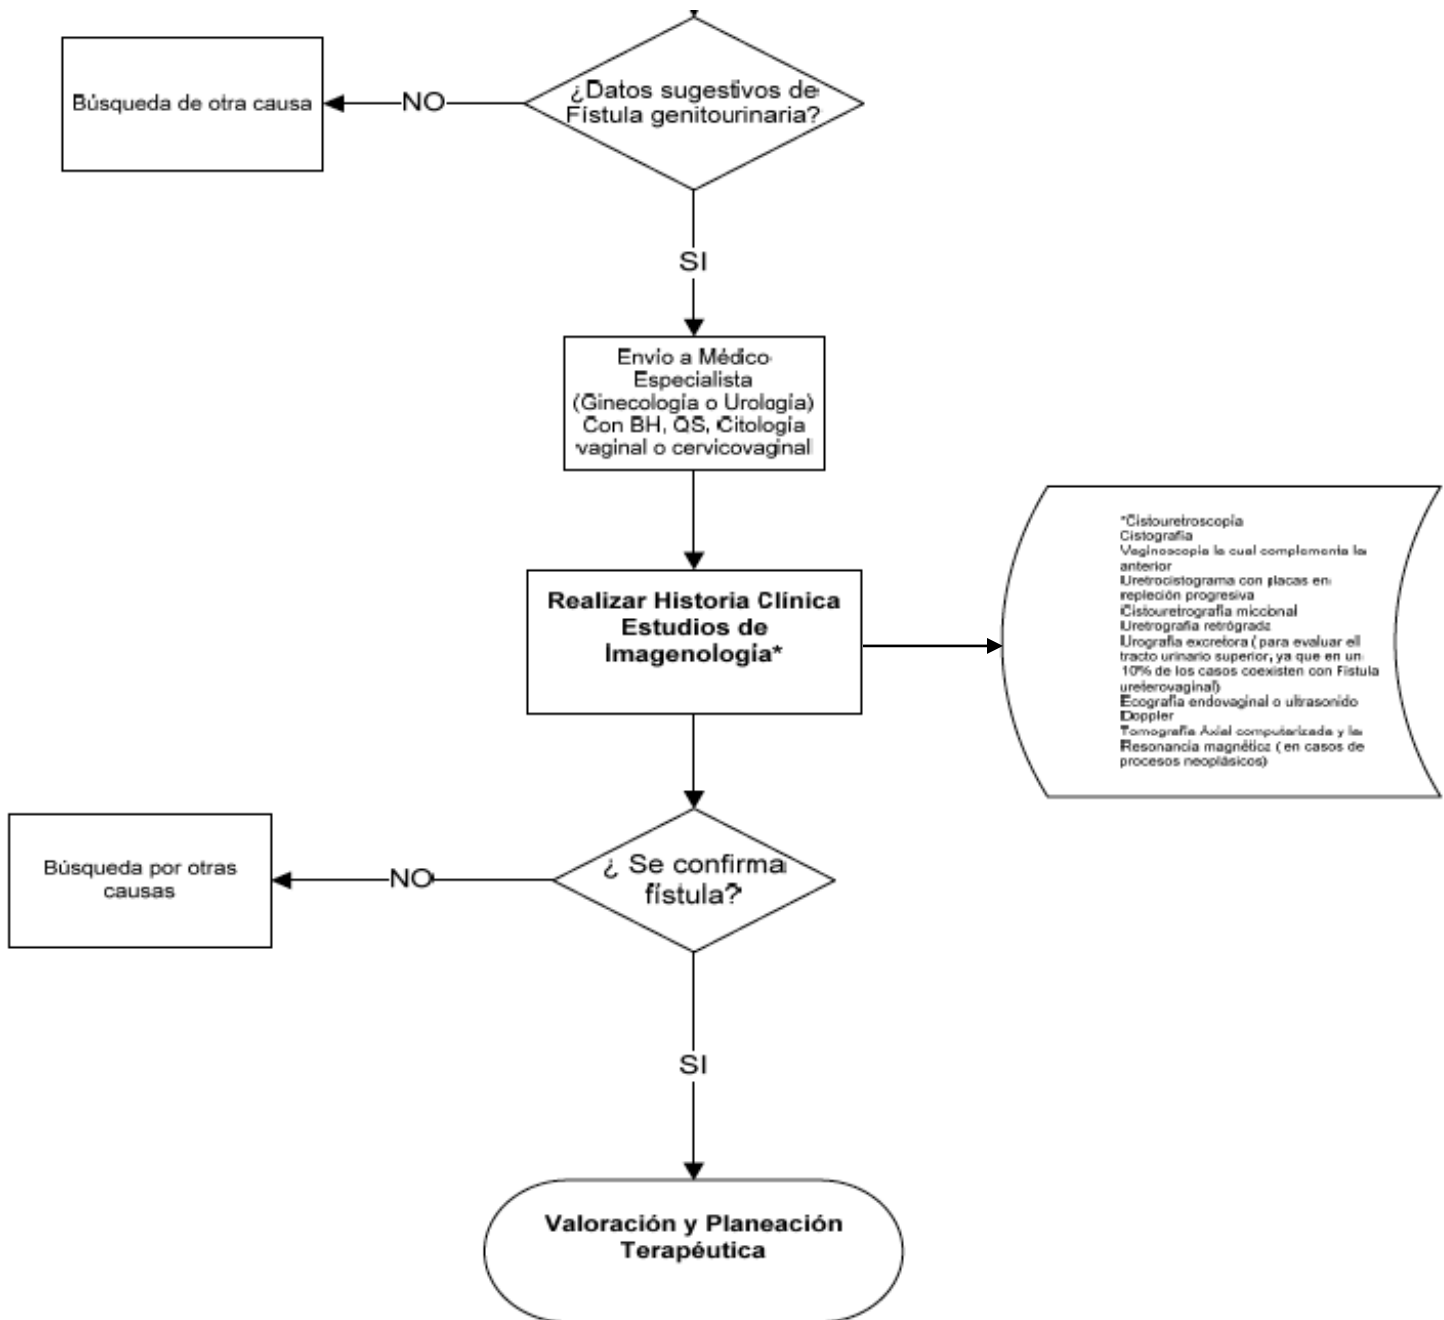 ¿Datos sugestivos de
Fístula genitourinaria?
NO
Búsqueda de otra causa
SI
Envío a Médico
Especialista
(Ginecología o Urología)
Con BH, QS, Citología
vaginal o cervicovaginal
Realizar Historia Clínica
Estudios de
Imagenología*
*Cistouretroscopía
Cistografía
Vaginoscopia la cual complementa la
anterior
Uretrocistograma con placas en
repleción progresiva
Cistouretrografía miccional
Uretrografía retrógrada
Urografía excretora ( para evaluar el
tracto urinario superior, ya que en un
10% de los casos coexisten con Fístula
ureterovaginal)
Ecografía endovaginal o ultrasonido
Doppler
Tomografía Axial computarizada y la
Resonancia magnética ( en casos de
procesos neoplásicos)
¿ Se confirma
fístula?
NO
Búsqueda por otras
causas
SI
Valoración y Planeación
Terapéutica